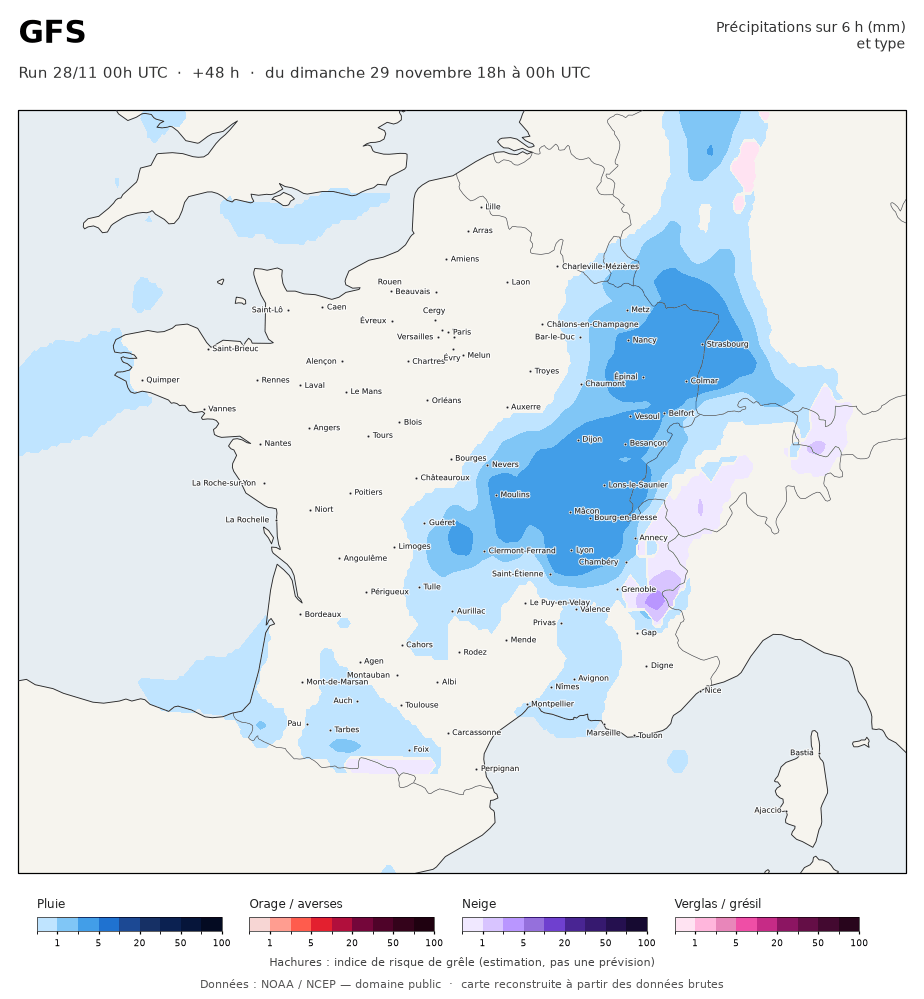 GFS
Précipitations sur 6 h (mm)
et type
Run 28/11 00h UTC · +48 h · du dimanche 29 novembre 18h à 00h UTC
Lille
Arras
Amiens
Charleville-Mézières
Rouen
Laon
Beauvais
Saint-Lô
Caen
Cergy
Metz
Évreux
Châlons-en-Champagne
Paris
Versailles
Bar-le-Duc
Nancy
Strasbourg
Saint-Brieuc
Alençon
Chartres
Évry
Melun
Quimper
Rennes
Laval
Troyes
Épinal
Colmar
Chaumont
Le Mans
Orléans
Vannes
Auxerre
Vesoul
Belfort
Blois
Angers
Tours
Nantes
Dijon
Besançon
Bourges
Nevers
La Roche-sur-Yon
Châteauroux
Lons-le-Saunier
Poitiers
Moulins
Niort
Mâcon
Bourg-en-Bresse
La Rochelle
Guéret
Annecy
Limoges
Clermont-Ferrand
Lyon
Angoulême
Chambéry
Saint-Étienne
Tulle
Périgueux
Grenoble
Le Puy-en-Velay
Valence
Bordeaux
Aurillac
Privas
Gap
Mende
Cahors
Rodez
Agen
Digne
Montauban
Mont-de-Marsan
Albi
Avignon
Nîmes
Nice
Auch
Toulouse
Montpellier
Pau
Tarbes
Carcassonne
Marseille
Toulon
Foix
Bastia
Perpignan
Ajaccio
Pluie
Orage / averses
Neige
Verglas / grésil
1 5 20 50 100
1 5 20 50 100
1 5 20 50 100
1 5 20 50 100
Hachures : indice de risque de grêle (estimation, pas une prévision)
Données : NOAA / NCEP — domaine public · carte reconstruite à partir des données brutes